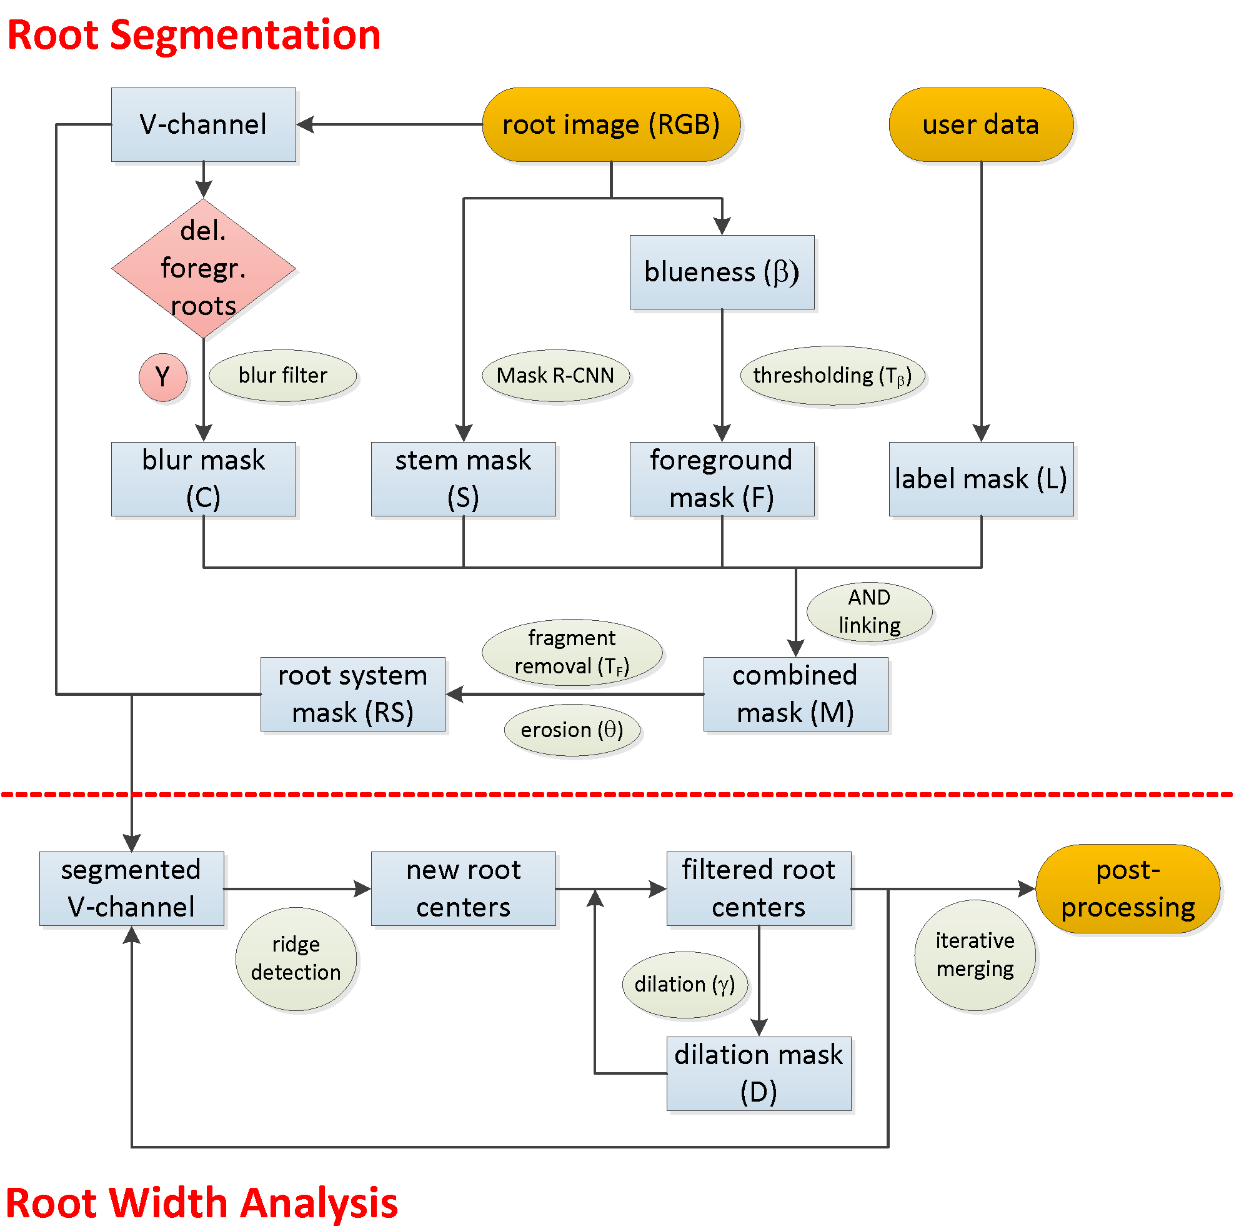 Root Segmentation
V-channel
root image (RGB)
user data
del.
foregr.
roots
blueness (β)
Y
blur filter
Mask R-CNN
thresholding (Tβ)
blur mask
(C)
stem mask
(S)
foreground
mask (F)
label mask (L)
AND
linking
fragment
removal (TF)
root system
mask (RS)
combined
mask (M)
erosion (θ)
segmented
V-channel
new root
centers
filtered root
centers
post-
processing
ridge
detection
dilation (γ)
iterative
merging
dilation mask
(D)
Root Width Analysis